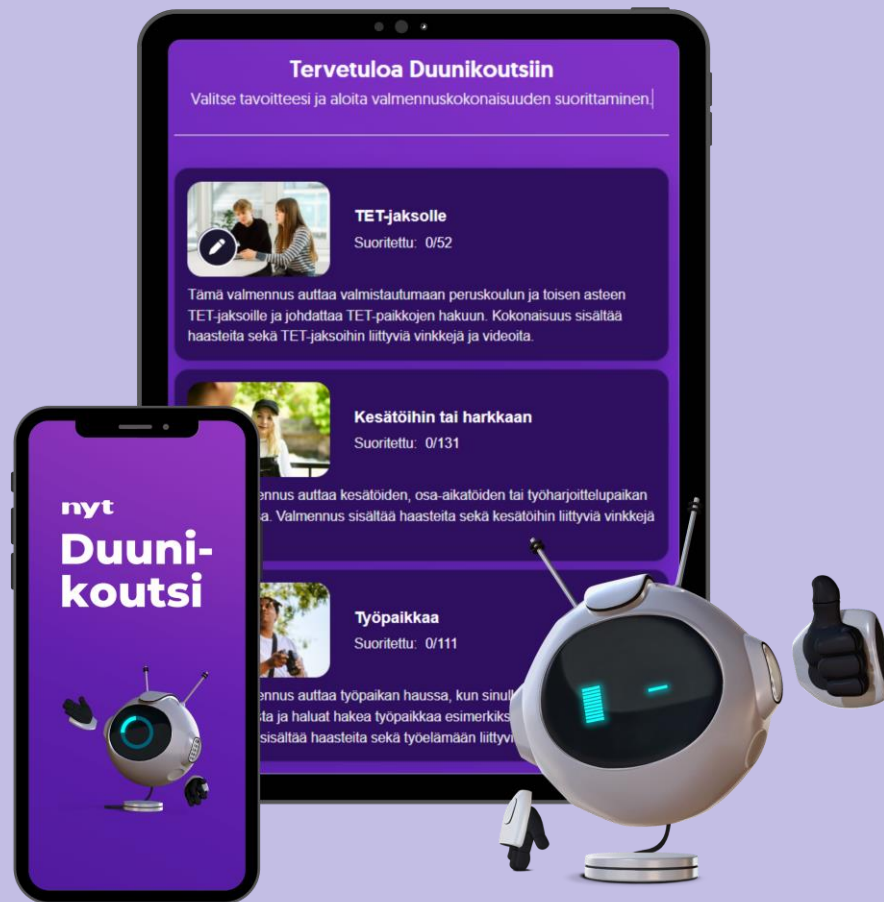 Tervetuloa Duunikoutsiin
Valitse tavoitteesi ja aloita valmennuskokonaisuuden suorittaminen.
TET-jaksolle
Suoritettu: 0/52
Tämä valmennus auttaa valmistautumaan peruskoulun ja toisen asteen
TET-jaksoille ja johdattaa TET-paikkojen hakuun. Kokonaisuus sisältää
haasteita sekä TET-jaksoihin liittyviä vinkkejä ja videoita.
Kesätöihin tai harkkaan
Suoritettu: 0/131
auttaa kesätöiden, osa-aikatöiden tai työharjoittelupaikan
Valmennus sisältää haasteita sekä kesätöihin liittyviä vinkkejä
Työpaikkaa
Suoritettu: 0/111
auttaa työpaikan haussa, kun
ja haluat hakea työpaikkaa
sisältää haasteita sekä työelämään
nyt
Duuni-
koutsi